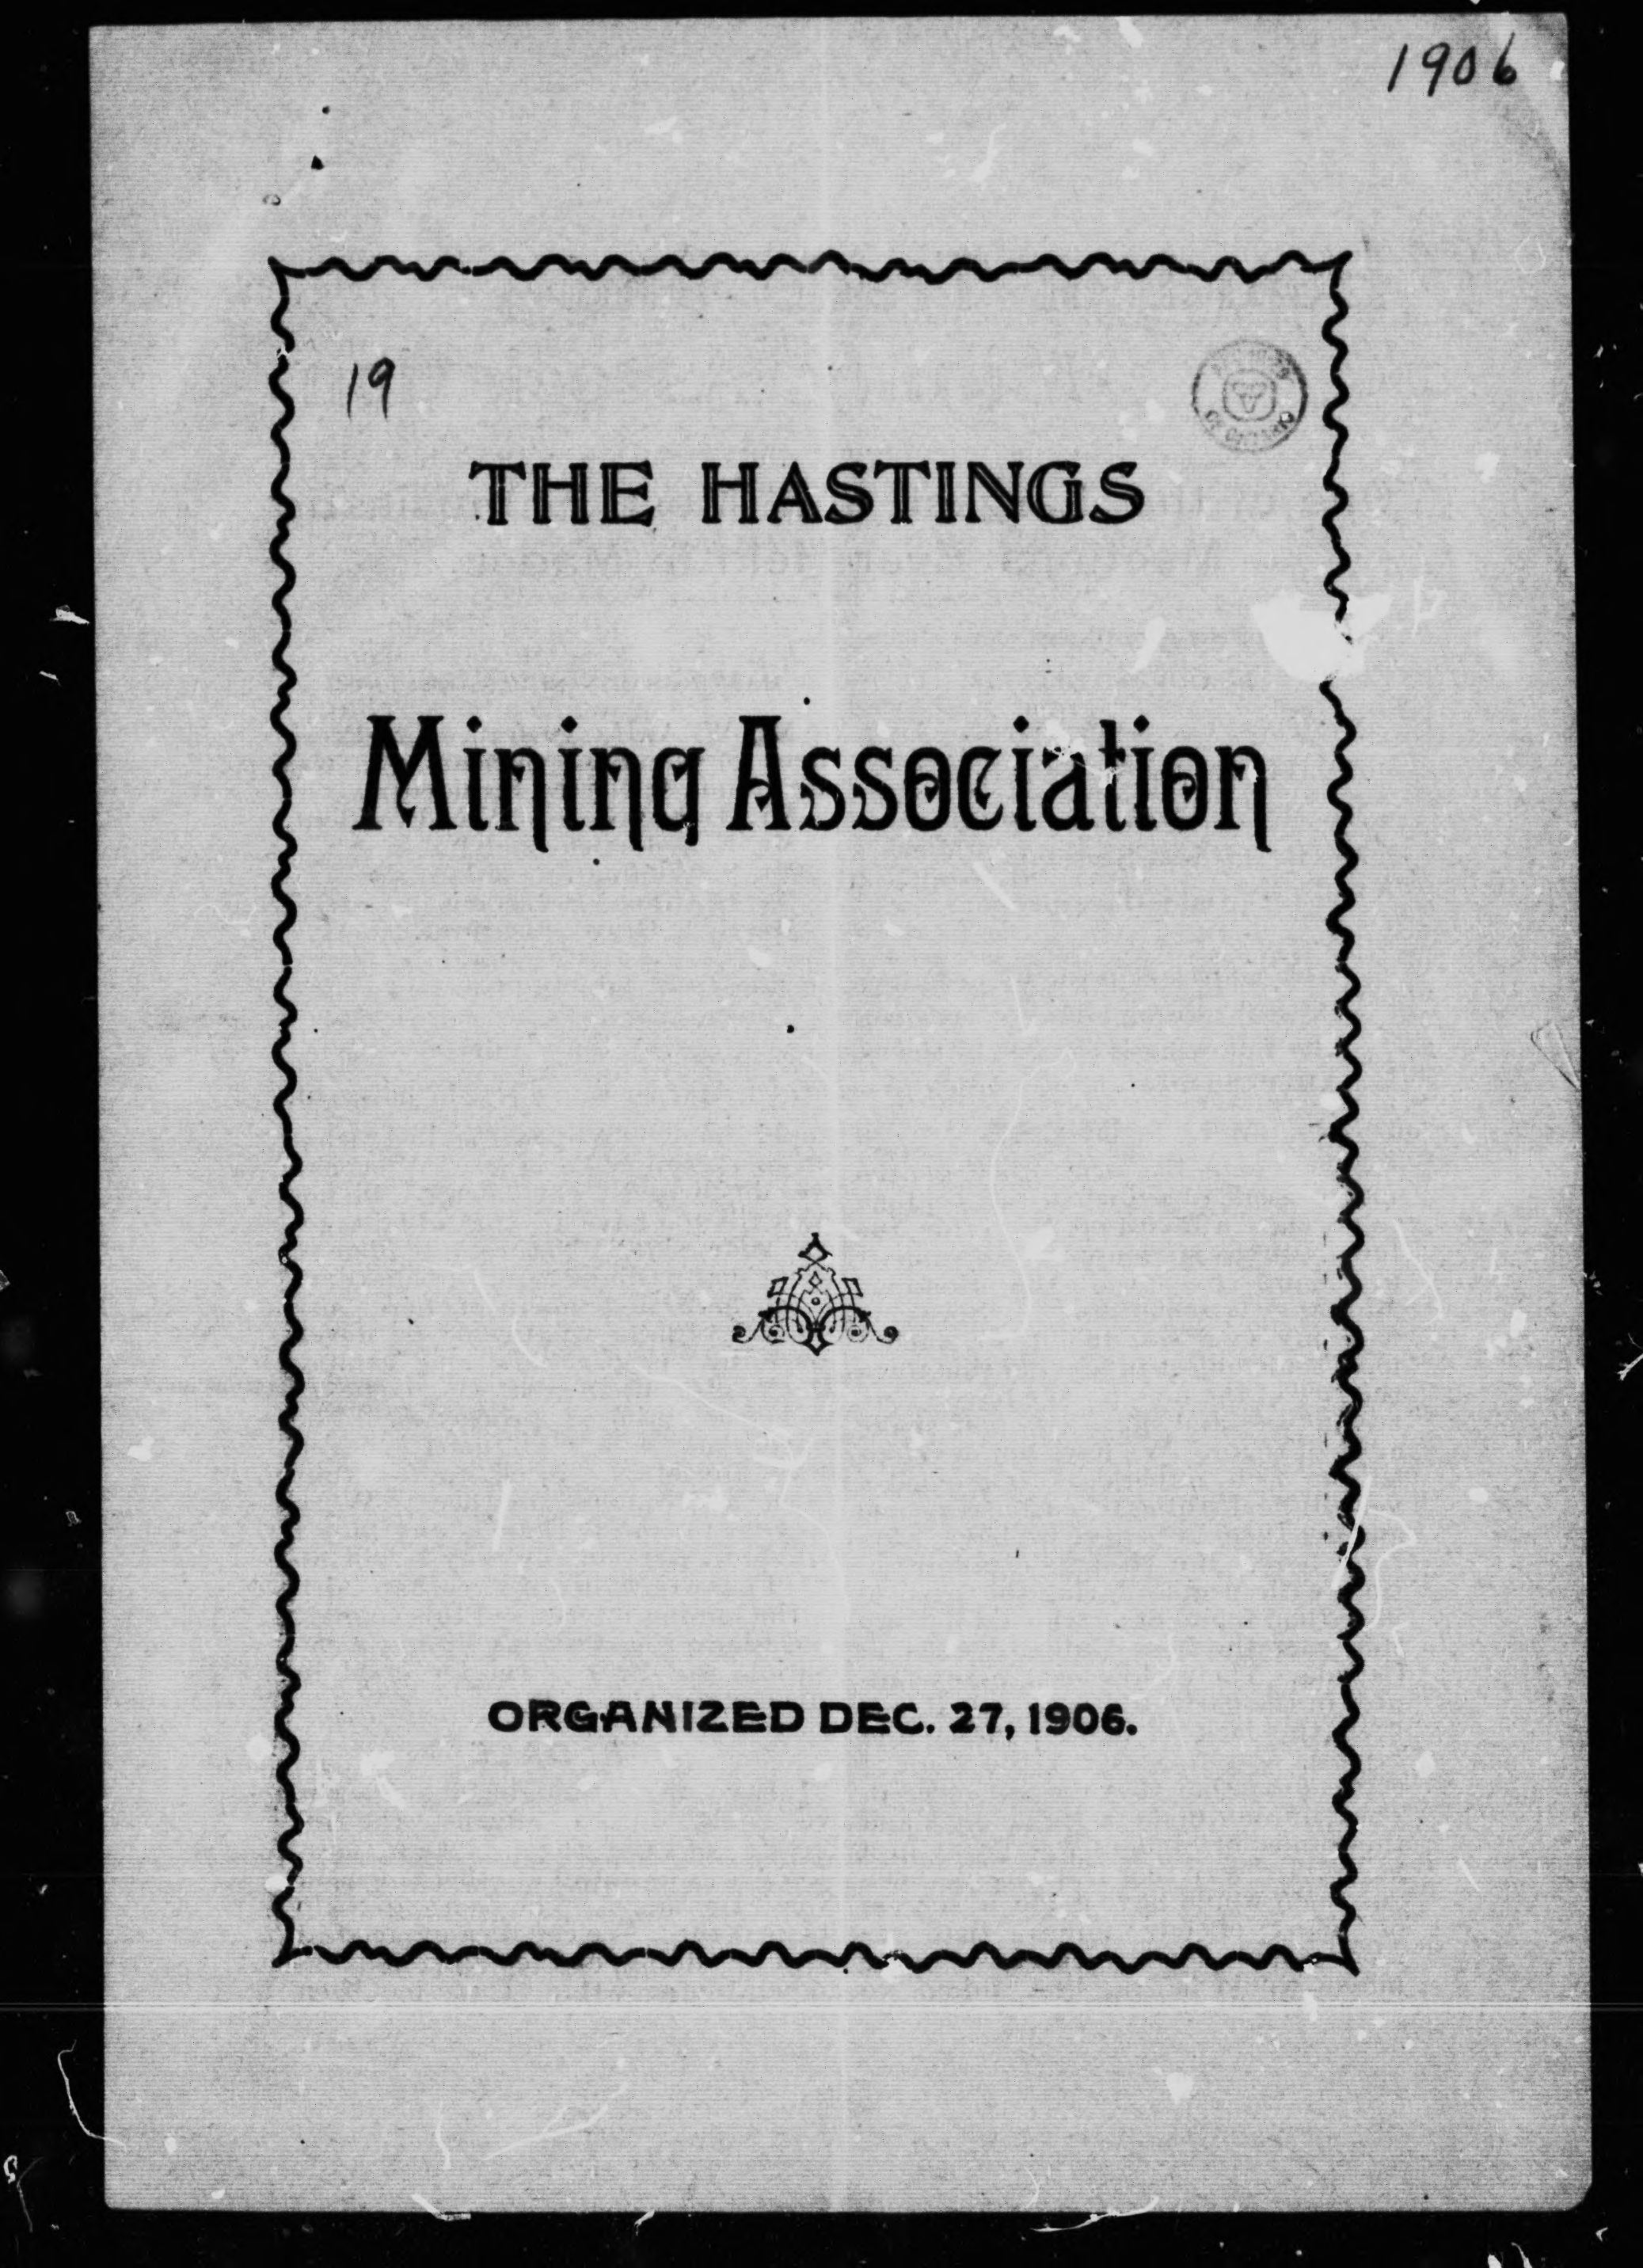 1906
19
THE HASTINGS
Mining Association
ORGANIZED DEC. 27, 1906.